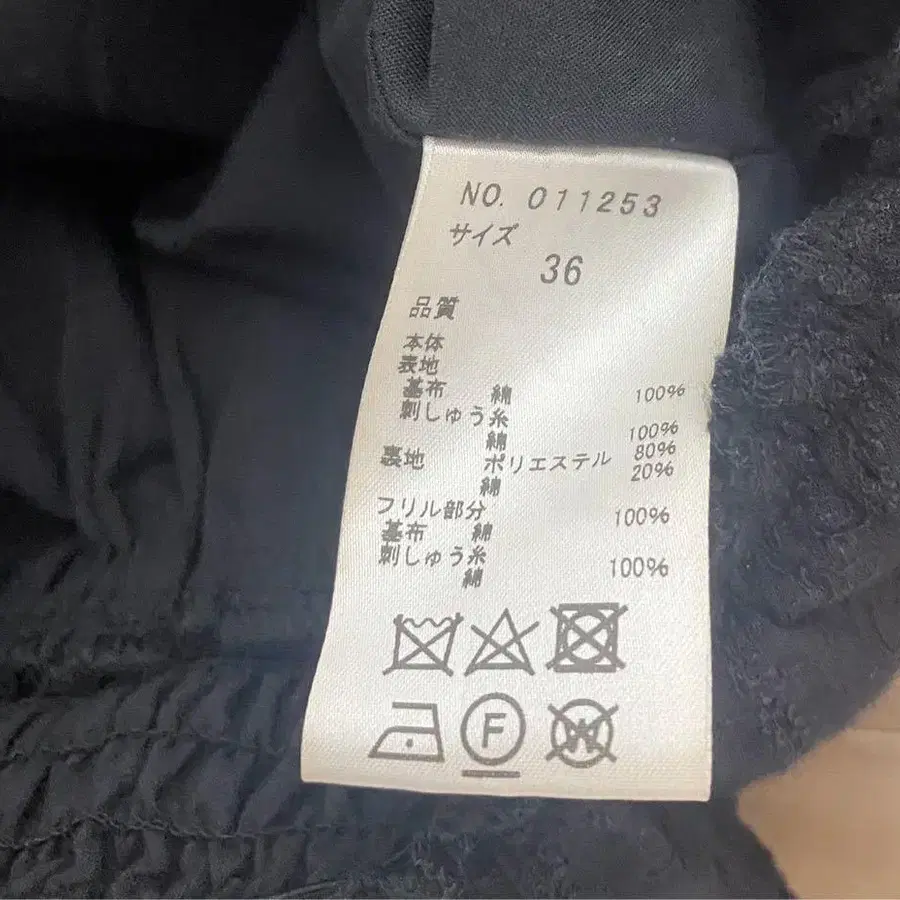 NO. 011253
サイズ
36
品質
本体
表地
基布 綿 100%
刺しゅう糸
綿 100%
裏地 ポリエステル 80%
綿 20%
フリル部分
基布 綿 100%
刺しゅう糸
綿 100%
F
W